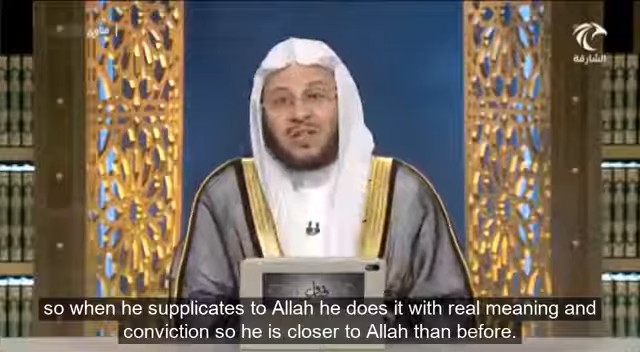 فتاوى
الشارقة
so when he supplicates to Allah he does it with real meaning and
conviction so he is closer to Allah than before.